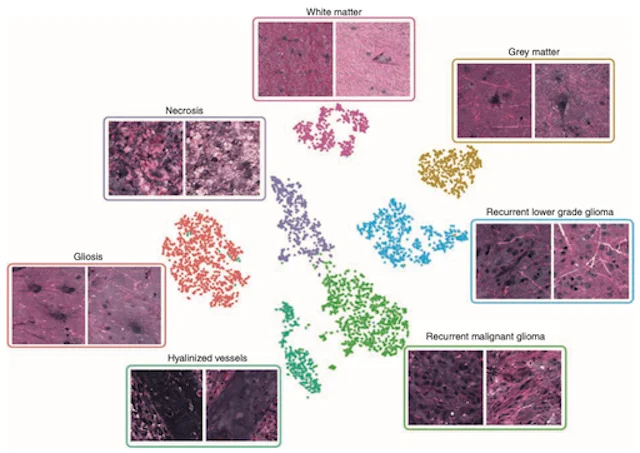 White matter
Grey matter
Necrosis
Recurrent lower grade glioma
Gliosis
Recurrent malignant glioma
Hyalinized vessels